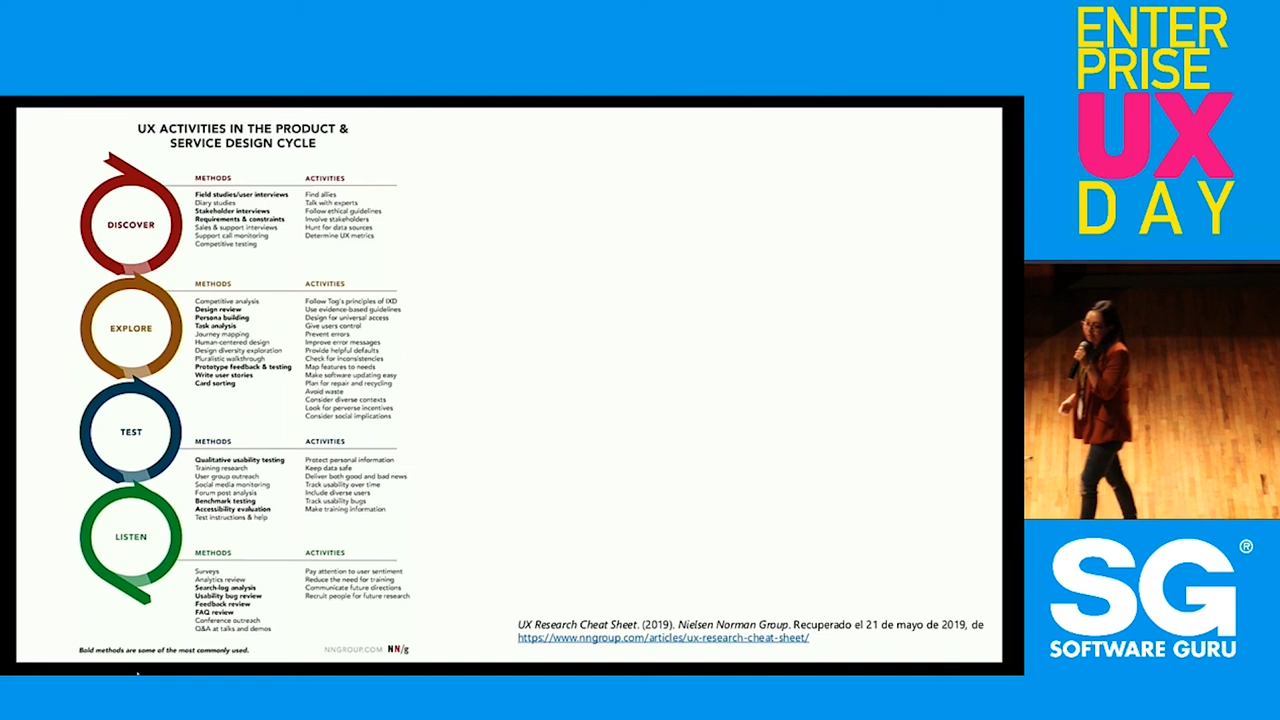 UX ACTIVITIES IN THE PRODUCT &
SERVICE DESIGN CYCLE
DISCOVER
METHODS
Field studies/user interviews
Diary studies
Stakeholder interviews
Requirements & constraints
Sales & support interviews
Support call monitoring
Competitive testing
ACTIVITIES
Find allies
Talk with experts
Follow ethical guidelines
Involve stakeholders
Hunt for data sources
Determine UX metrics
EXPLORE
METHODS
Competitive analysis
Design review
Persona building
Task analysis
Journey mapping
Human-centered design
Design diversity exploration
Pluralistic walkthrough
Prototype feedback & testing
Write user stories
Card sorting
ACTIVITIES
Follow Tog's principles of IXD
Use evidence-based guidelines
Design for universal access
Give users control
Prevent errors
Improve error messages
Provide helpful defaults
Check for inconsistencies
Map features to needs
Make software updating easy
Plan for repair and recycling
Avoid waste
Consider diverse contexts
Look for perverse incentives
Consider social implications
TEST
METHODS
Qualitative usability testing
Training research
User group outreach
Social media monitoring
Forum post analysis
Benchmark testing
Accessibility evaluation
Test instructions & help
ACTIVITIES
Protect personal information
Keep data safe
Deliver both good and bad news
Track usability over time
Include diverse users
Track usability bugs
Make training information
LISTEN
METHODS
Surveys
Analytics review
Search-log analysis
Usability bug review
Feedback review
FAQ review
Conference outreach
Q&A at talks and demos
ACTIVITIES
Pay attention to user sentiment
Reduce the need for training
Communicate future directions
Recruit people for future research
Bold methods are some of the most commonly used.
NNGROUP.COM NN/g
UX Research Cheat Sheet. (2019). Nielsen Norman Group. Recuperado el 21 de mayo de 2019, de
https://www.nngroup.com/articles/ux-research-cheat-sheet/
ENTER
PRISE
UX
DAY
SG®
SOFTWARE GURU